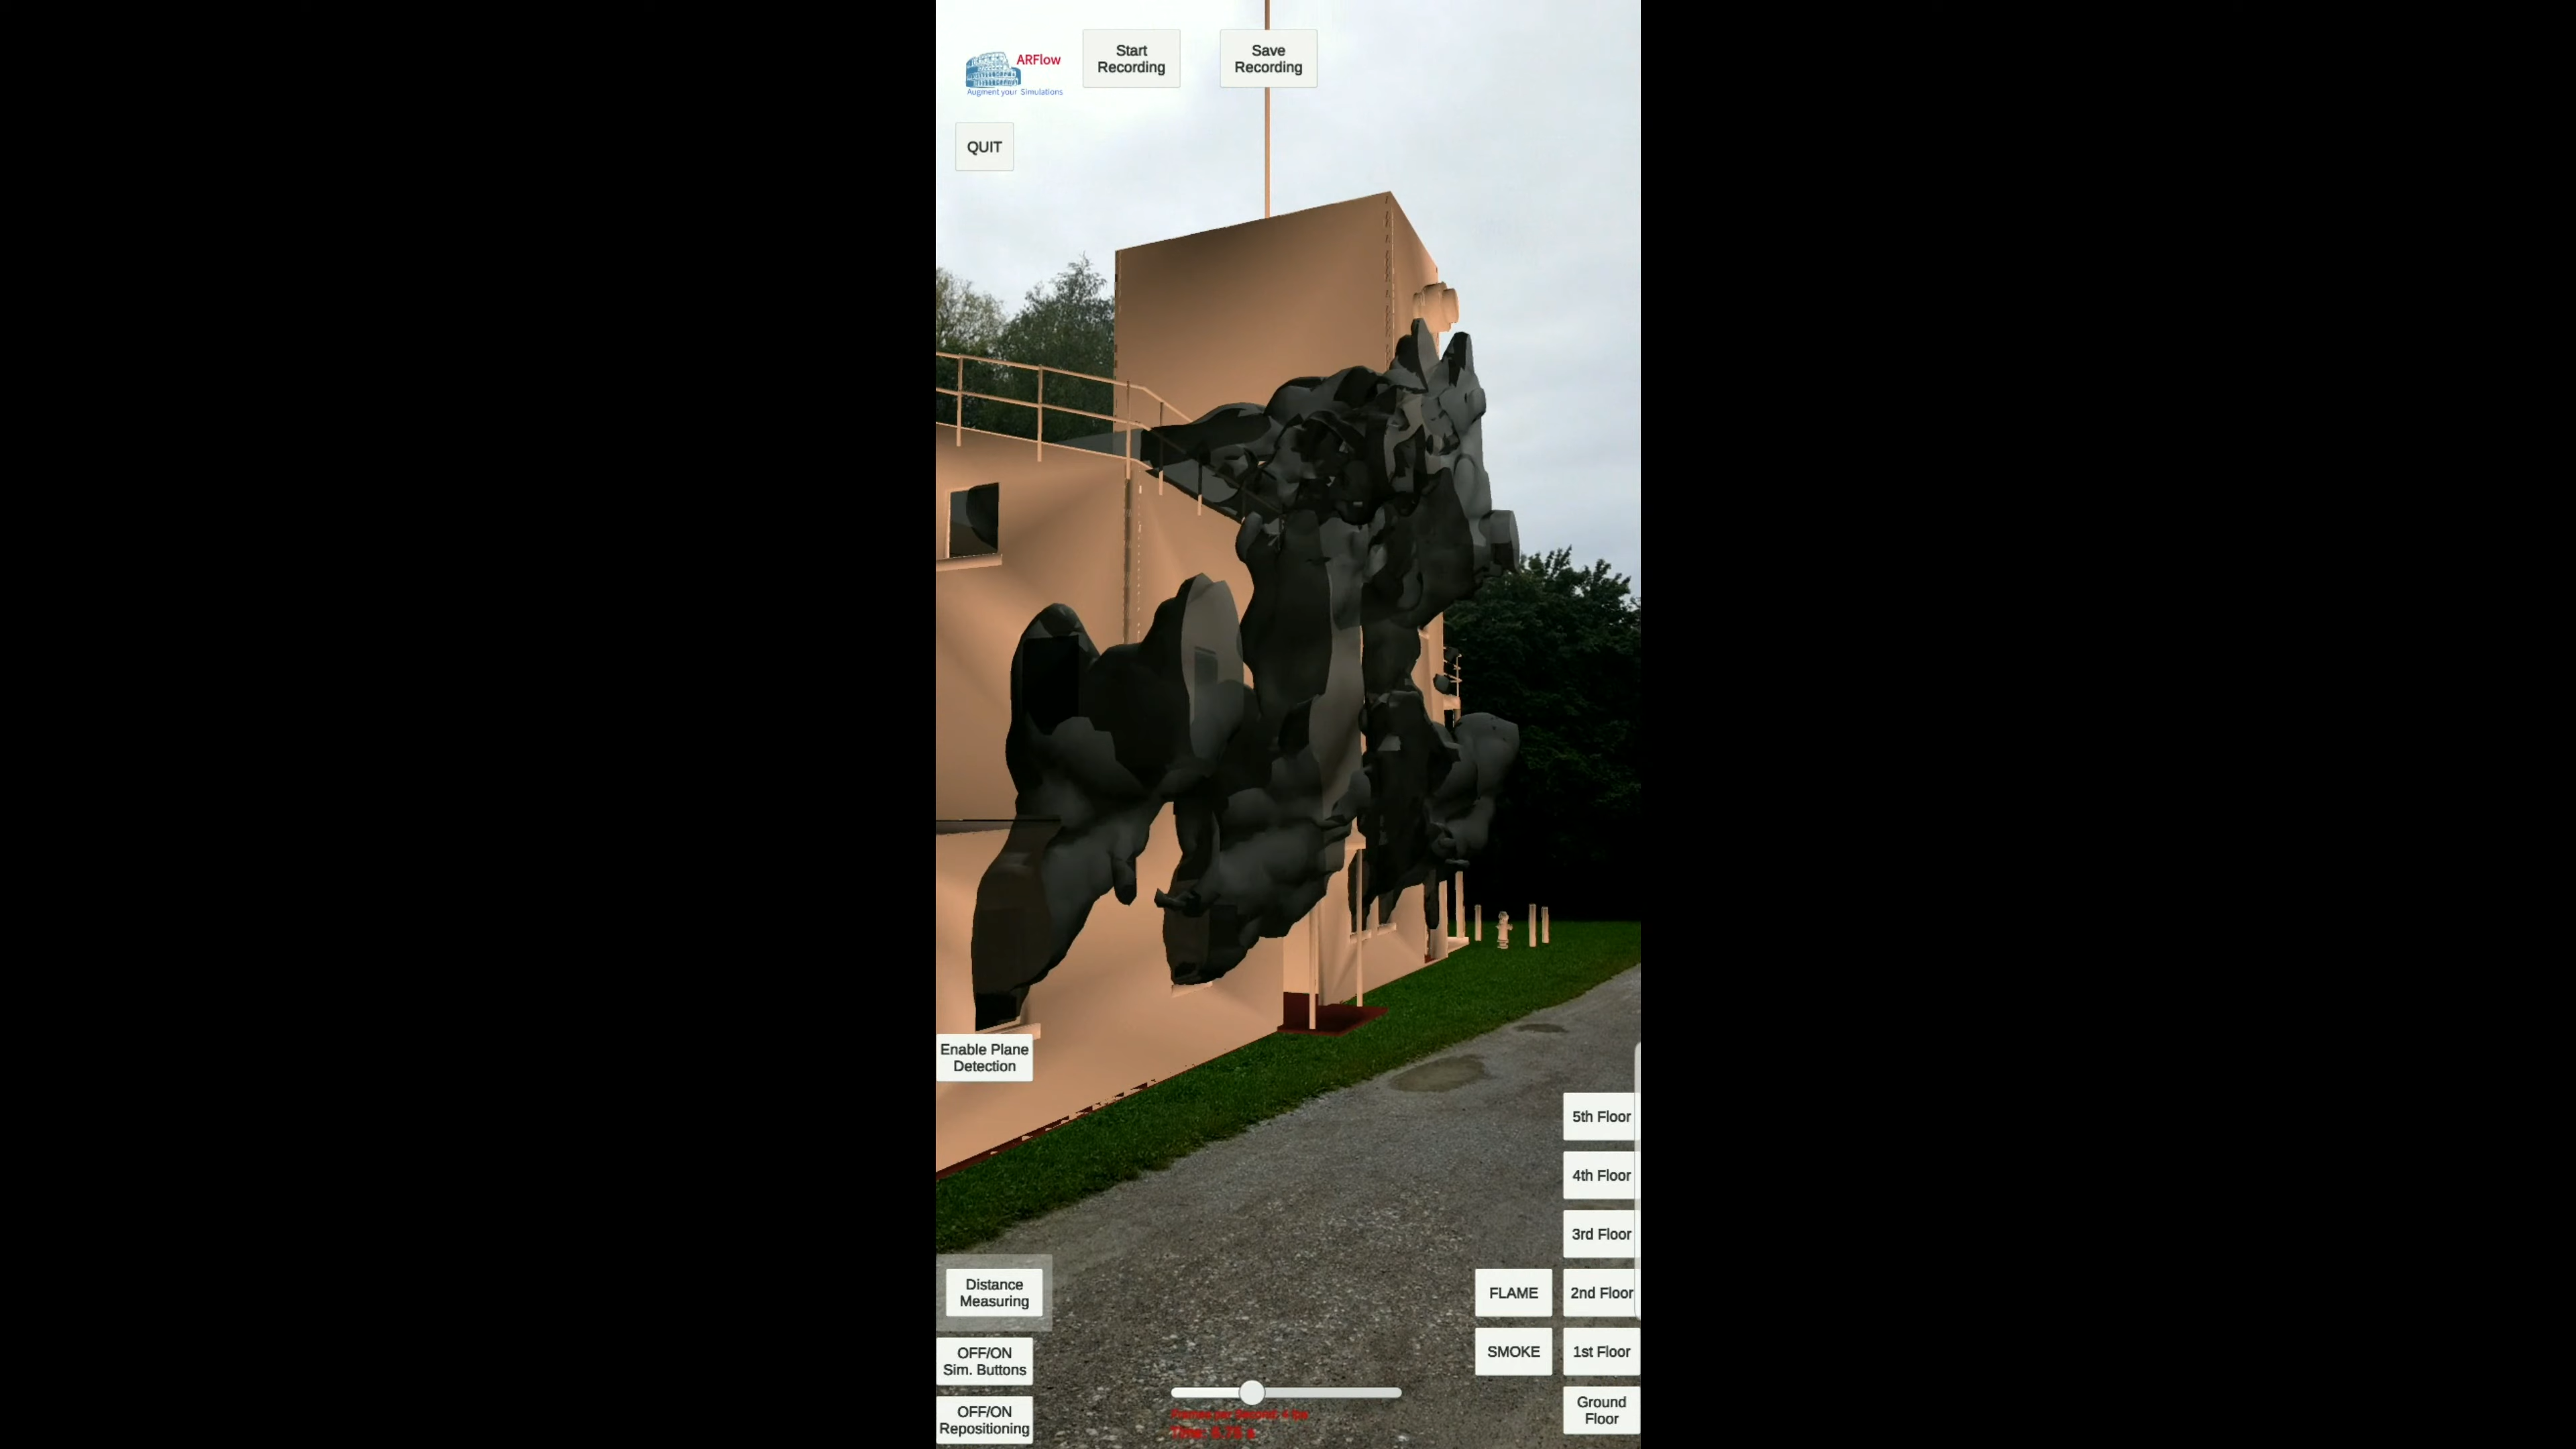 ARFlow
Augment your Simulations
Start
Recording
Save
Recording
QUIT
Enable Plane
Detection
5th Floor
4th Floor
3rd Floor
Distance
Measuring
FLAME
2nd Floor
OFF/ON
Sim. Buttons
SMOKE
1st Floor
OFF/ON
Repositioning
Ground
Floor